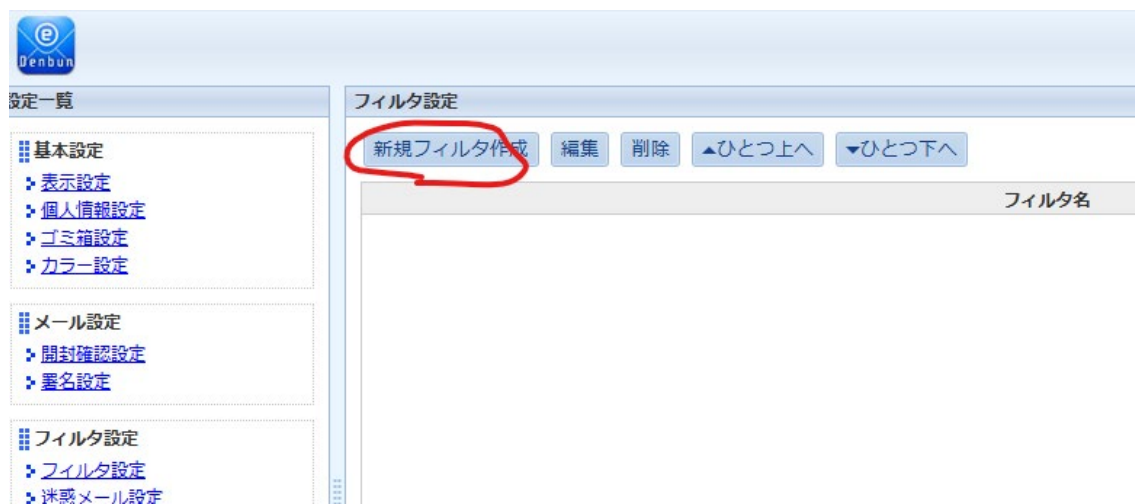 e
Denbun
設定一覧
基本設定
表示設定
個人情報設定
ゴミ箱設定
カラー設定
メール設定
開封確認設定
署名設定
フィルタ設定
フィルタ設定
迷惑メール設定
フィルタ設定
新規フィルタ作成 編集 削除 ▲ひとつ上へ ▼ひとつ下へ
フィルタ名